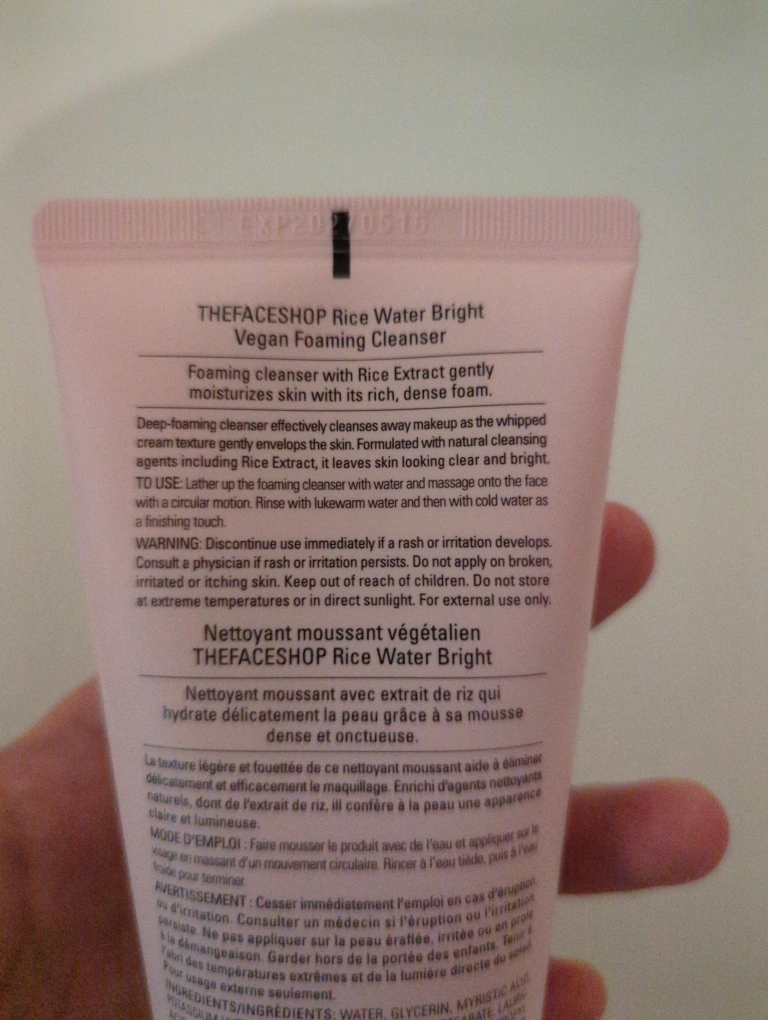 EXP20270516
THEFACESHOP Rice Water Bright
Vegan Foaming Cleanser
Foaming cleanser with Rice Extract gently
moisturizes skin with its rich, dense foam.
Deep-foaming cleanser effectively cleanses away makeup as the whipped
cream texture gently envelops the skin. Formulated with natural cleansing
agents including Rice Extract, it leaves skin looking clear and bright.
TO USE: Lather up the foaming cleanser with water and massage onto the face
with a circular motion. Rinse with lukewarm water and then with cold water as
a finishing touch.
WARNING: Discontinue use immediately if a rash or irritation develops.
Consult a physician if rash or irritation persists. Do not apply on broken,
irritated or itching skin. Keep out of reach of children. Do not store
at extreme temperatures or in direct sunlight. For external use only.
Nettoyant moussant végétalien
THEFACESHOP Rice Water Bright
Nettoyant moussant avec extrait de riz qui
hydrate délicatement la peau grâce à sa mousse
dense et onctueuse.
La texture légère et fouettée de ce nettoyant moussant aide à éliminer
délicatement et efficacement le maquillage. Enrichi d'agents nettoyants
naturels, dont de l'extrait de riz, ill confère à la peau une apparence
claire et lumineuse.
MODE D'EMPLOI : Faire mousser le produit avec de l'eau et appliquer sur le
visage en massant d'un mouvement circulaire. Rincer à l'eau tiède, puis à l'eau
froide pour terminer.
AVERTISSEMENT : Cesser immédiatement l'emploi en cas d'éruption
ou d'irritation. Consulter un médecin si l'éruption ou l'irritation
persiste. Ne pas appliquer sur la peau éraflée, irritée ou en proie
à la démangeaison. Garder hors de la portée des enfants. Tenir à
l'abri des températures extrêmes et de la lumière directe du soleil.
Pour usage externe seulement.
INGREDIENTS/INGRÉDIENTS: WATER, GLYCERIN, MYRISTIC ACID,